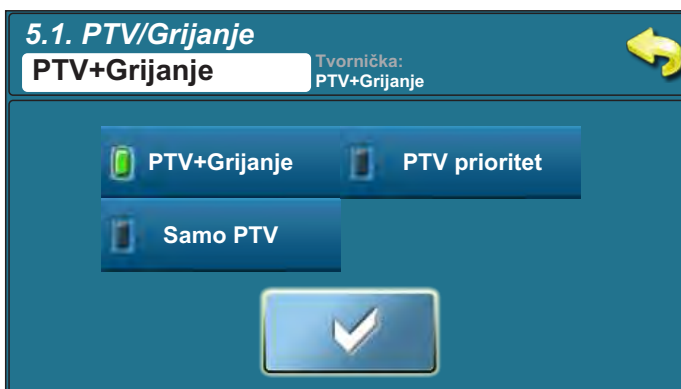 5.1. PTV/Grijanje
PTV+Grijanje
Tvornička:
PTV+Grijanje
PTV+Grijanje
PTV prioritet
Samo PTV